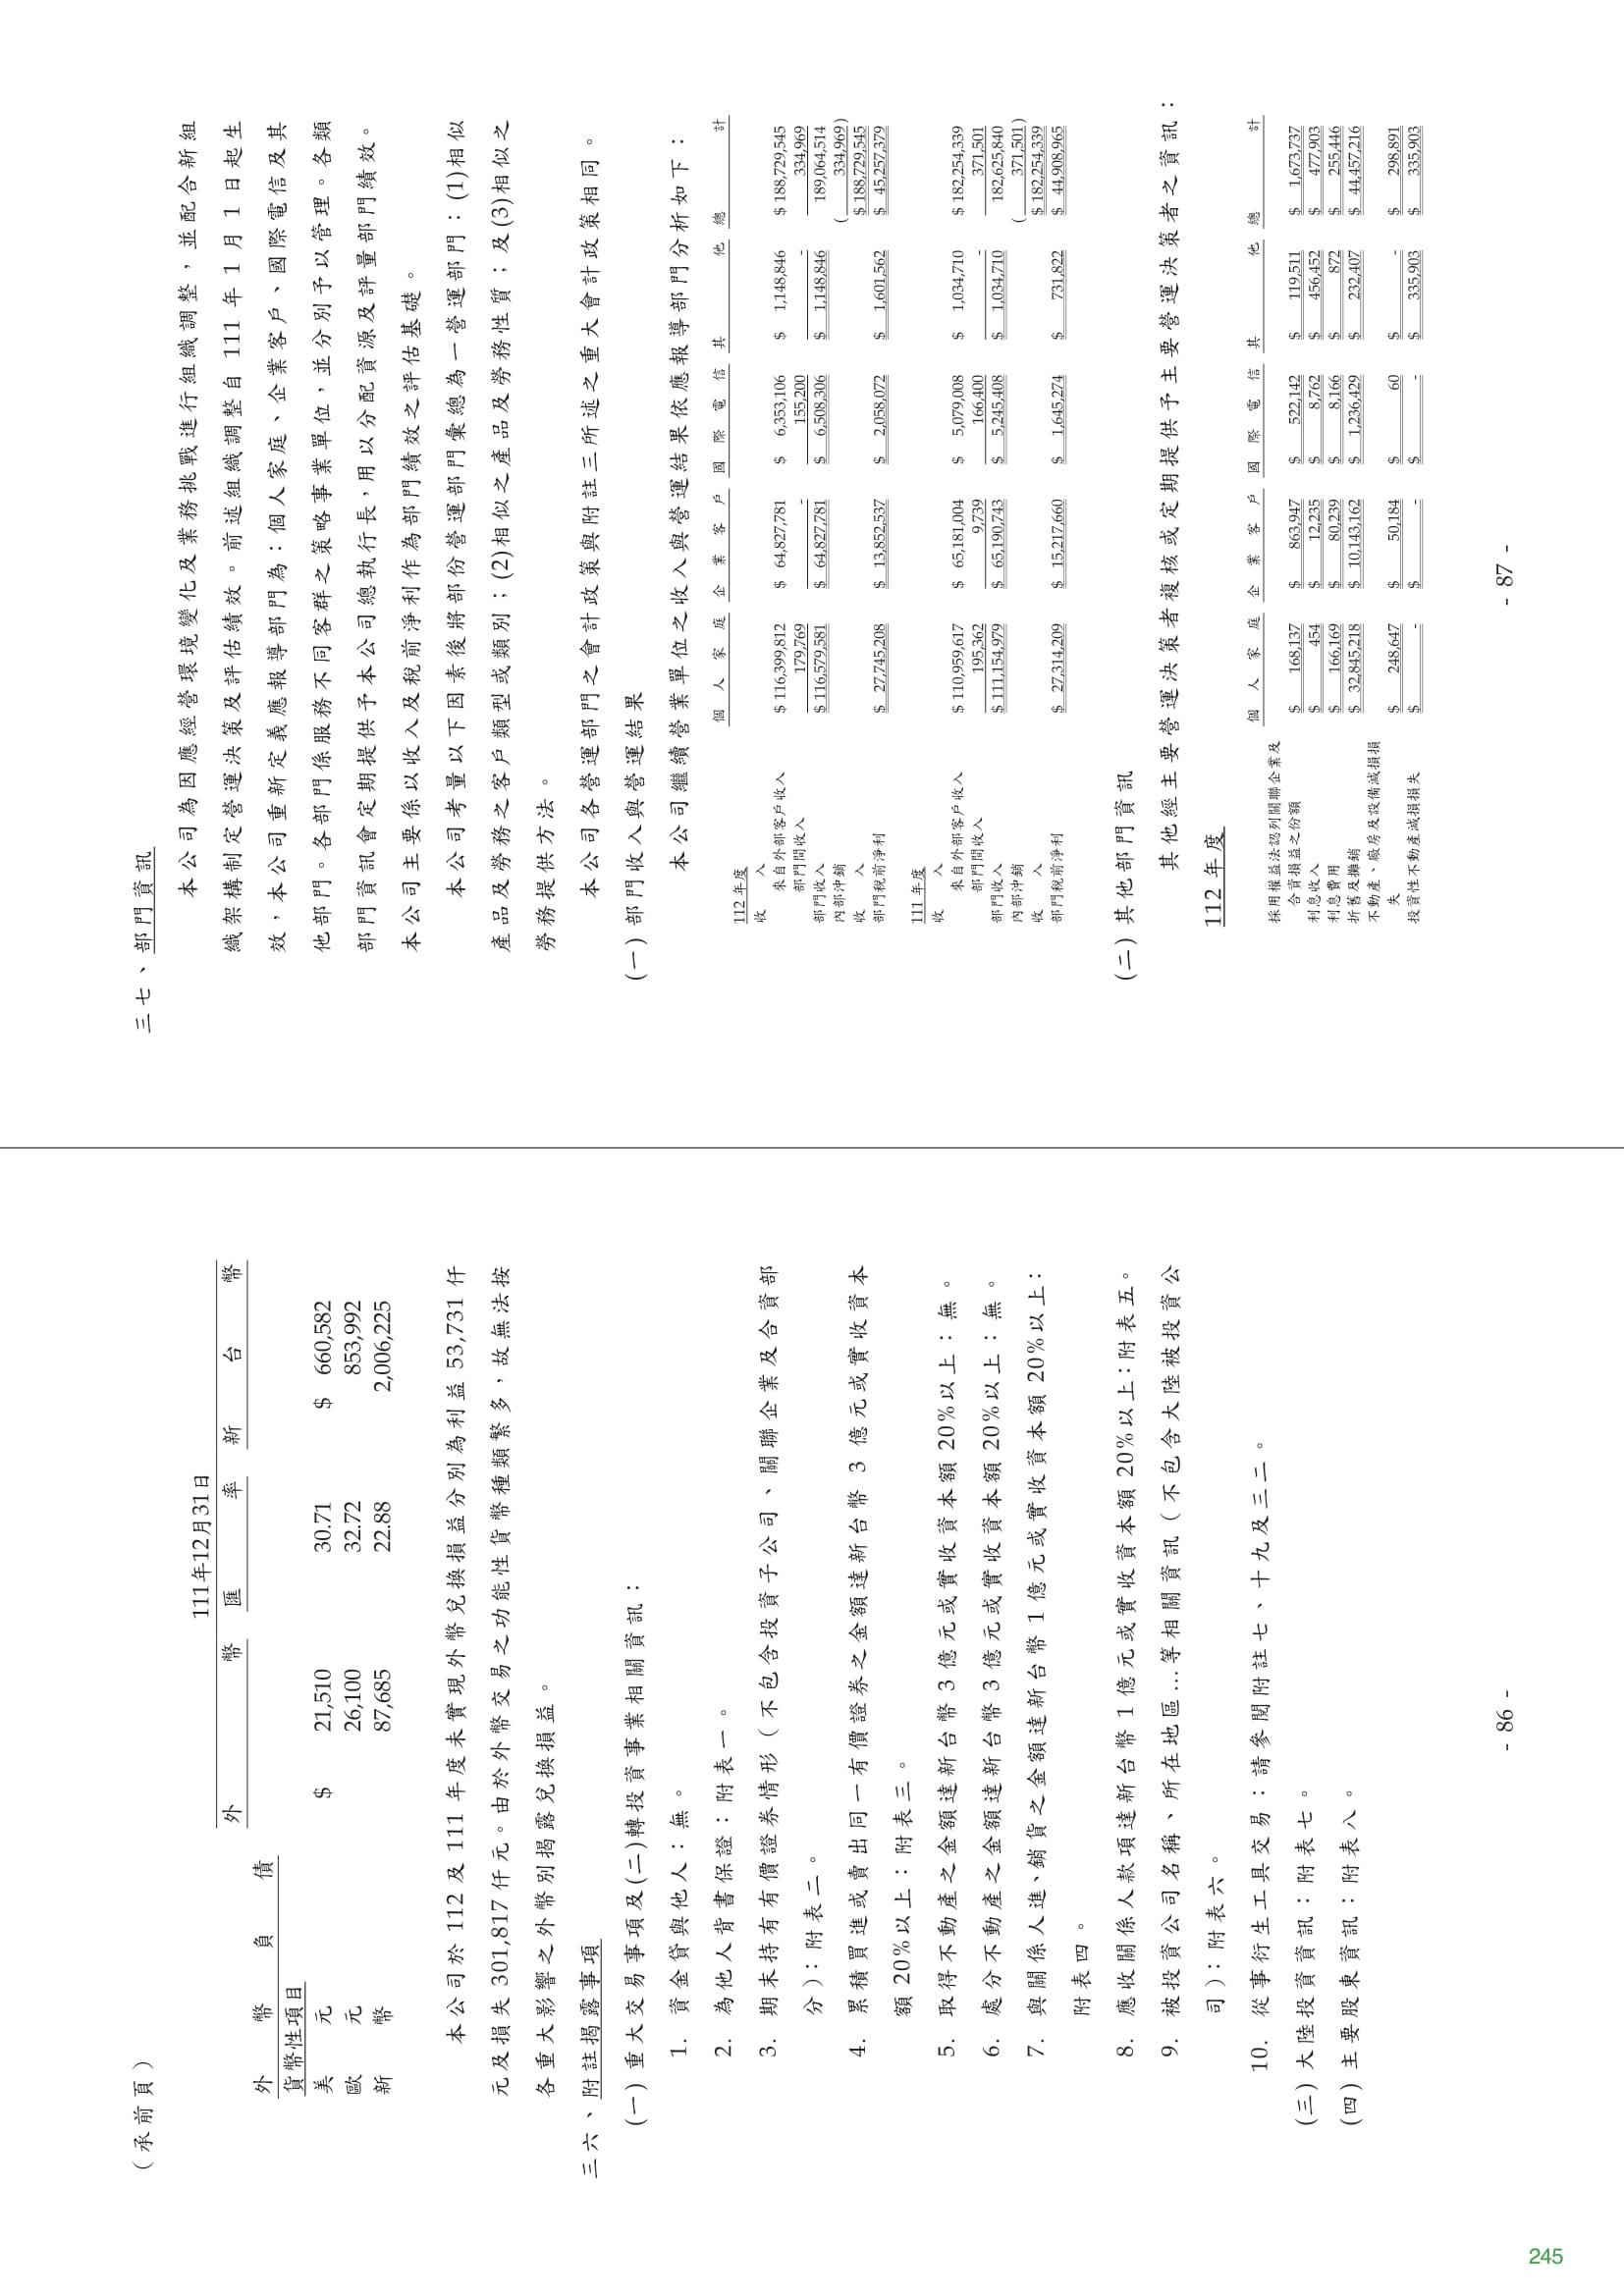 (承前頁)
111年12月31日
外幣負債 外幣 匯率 新台幣
貨幣性項目
美元 $ 21,510 30.71 $ 660,582
歐元 26,100 32.72 853,992
新幣 87,685 22.88 2,006,225
本公司於 112 及 111 年度未實現外幣兌換損益分別為利益 53,731 仟
元及損失 301,817 仟元。由於外幣交易之功能性貨幣種類繁多,故無法按
各重大影響之外幣別揭露兌換損益。
三六、附註揭露事項
(一) 重大交易事項及(二)轉投資事業相關資訊:
1. 資金貸與他人:無。
2. 為他人背書保證:附表一。
3. 期末持有有價證券情形(不包含投資子公司、關聯企業及合資部
分):附表二。
4. 累積買進或賣出同一有價證券之金額達新台幣 3 億元或實收資本
額 20%以上:附表三。
5. 取得不動產之金額達新台幣 3 億元或實收資本額 20%以上:無。
6. 處分不動產之金額達新台幣 3 億元或實收資本額 20%以上:無。
7. 與關係人進、銷貨之金額達新台幣 1 億元或實收資本額 20%以上:
附表四。
8. 應收關係人款項達新台幣 1 億元或實收資本額 20%以上:附表五。
9. 被投資公司名稱、所在地區…等相關資訊(不包含大陸被投資公
司):附表六。
10. 從事衍生工具交易:請參閱附註七、十九及三二。
(三) 大陸投資資訊:附表七。
(四) 主要股東資訊:附表八。
- 86 -
三七、部門資訊
本公司為因應經營環境變化及業務挑戰進行組織調整,並配合新組
織架構制定營運決策及評估績效。前述組織調整自 111 年 1 月 1 日起生
效,本公司重新定義應報導部門為:個人家庭、企業客戶、國際電信及其
他部門。各部門係服務不同客群之策略事業單位,並分別予以管理。各類
部門資訊會定期提供予本公司總執行長,用以分配資源及評量部門績效。
本公司主要係以收入及稅前淨利作為部門績效之評估基礎。
本公司考量以下因素後將部份營運部門彙總為一營運部門:(1)相似
產品及勞務之客戶類型或類別;(2)相似之產品及勞務性質;及(3)相似之
勞務提供方法。
本公司各營運部門之會計政策與附註三所述之重大會計政策相同。
(一) 部門收入與營運結果
本公司繼續營業單位之收入與營運結果依應報導部門分析如下:
個人家庭 企業客戶 國際電信 其他 總計
112 年度
收入
來自外部客戶收入 $ 116,399,812 $ 64,827,781 $ 6,353,106 $ 1,148,846 $ 188,729,545
部門間收入 179,769 - 155,200 - 334,969
部門收入 $ 116,579,581 $ 64,827,781 $ 6,508,306 $ 1,148,846 189,064,514
內部沖銷 ( 334,969 )
收入 $ 188,729,545
部門稅前淨利 $ 27,745,208 $ 13,852,537 $ 2,058,072 $ 1,601,562 $ 45,257,379
111 年度
收入
來自外部客戶收入 $ 110,959,617 $ 65,181,004 $ 5,079,008 $ 1,034,710 $ 182,254,339
部門間收入 195,362 9,739 166,400 - 371,501
部門收入 $ 111,154,979 $ 65,190,743 $ 5,245,408 $ 1,034,710 182,625,840
內部沖銷 ( 371,501 )
收入 $ 182,254,339
部門稅前淨利 $ 27,314,209 $ 15,217,660 $ 1,645,274 $ 731,822 $ 44,908,965
(二) 其他部門資訊
其他經主要營運決策者複核或定期提供予主要營運決策者之資訊:
112 年度
個人家庭 企業客戶 國際電信 其他 總計
採用權益法認列關聯企業及
合資損益之份額 $ 168,137 $ 863,947 $ 522,142 $ 119,511 $ 1,673,737
利息收入 $ 454 $ 12,235 $ 8,762 $ 456,452 $ 477,903
利息費用 $ 166,169 $ 80,239 $ 8,166 $ 872 $ 255,446
折舊及攤銷 $ 32,845,218 $ 10,143,162 $ 1,236,429 $ 232,407 $ 44,457,216
不動產、廠房及設備減損損
失 $ 248,647 $ 50,184 $ 60 $ - $ 298,891
投資性不動產減損損失 $ - $ - $ - $ 335,903 $ 335,903
- 87 -
245